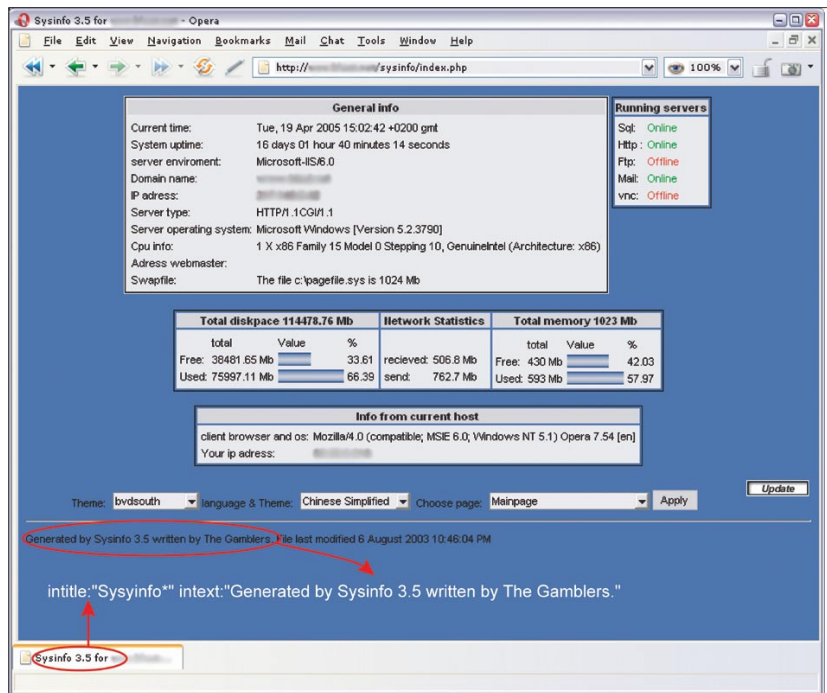 Sysinfo 3.5 for - Opera
File Edit View Navigation Bookmarks Mail Chat Tools Window Help
http:// /sysinfo/index.php 100%
General info
Current time: Tue, 19 Apr 2005 15:02:42 +0200 gmt
System uptime: 16 days 01 hour 40 minutes 14 seconds
server enviroment: Microsoft-IIS/6.0
Domain name:
IP adress:
Server type: HTTP/1.1CGI/1.1
Server operating system: Microsoft Windows [Version 5.2.3790]
Cpu info: 1 X x86 Family 15 Model 0 Stepping 10, GenuineIntel (Architecture: x86)
Adress webmaster:
Swapfile: The file c:\pagefile.sys is 1024 Mb
Running servers
Sql: Online
Http : Online
Ftp: Offline
Mail: Online
vnc: Offline
Total diskpace 114478.76 Mb
total Value %
Free: 38481.65 Mb 33.61
Used: 75997.11 Mb 66.39
Network Statistics
recieved: 506.8 Mb
send: 762.7 Mb
Total memory 1023 Mb
total Value %
Free: 430 Mb 42.03
Used: 593 Mb 57.97
Info from current host
client browser and os: Mozilla/4.0 (compatible; MSIE 6.0; Windows NT 5.1) Opera 7.54 [en]
Your ip adress:
Update
Theme: bvdsouth language & Theme: Chinese Simplified Choose page: Mainpage Apply
Generated by Sysinfo 3.5 written by The Gamblers. File last modified 6 August 2003 10:46:04 PM
intitle:"Sysyinfo*" intext:"Generated by Sysinfo 3.5 written by The Gamblers."
Sysinfo 3.5 for